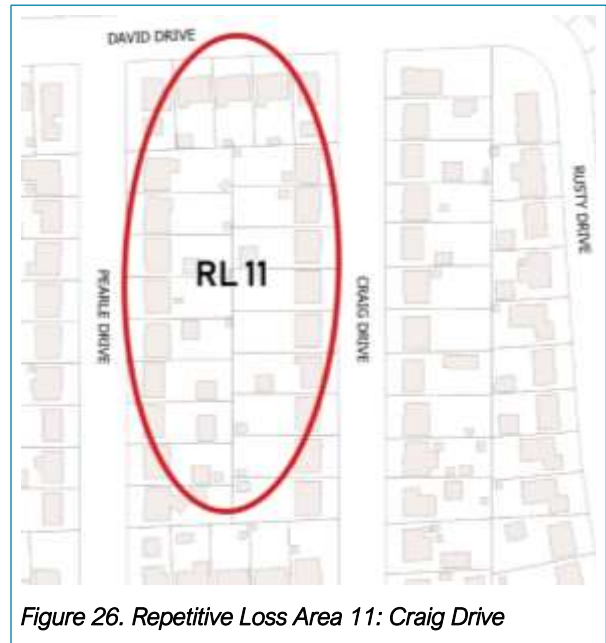 DAVID DRIVE
PEARLE DRIVE
RL 11
CRAIG DRIVE
RUSTY DRIVE
Figure 26. Repetitive Loss Area 11: Craig Drive